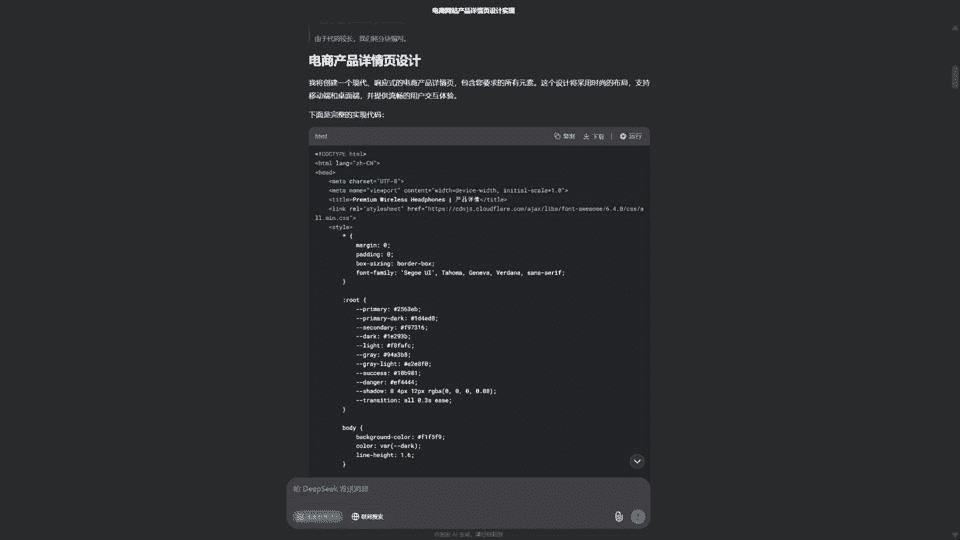 电商网站产品详情页设计实现
由于代码较长，我们将分块编写。
电商产品详情页设计
我将创建一个现代、响应式的电商产品详情页，包含您要求的所有元素。这个设计将采用时尚的布局，支持
移动端和桌面端，并提供流畅的用户交互体验。
下面是完整的实现代码：
html 复制 下载 运行
<!DOCTYPE html>
<html lang="zh-CN">
<head>
    <meta charset="UTF-8">
    <meta name="viewport" content="width=device-width, initial-scale=1.0">
    <title>Premium Wireless Headphones | 产品详情</title>
    <link rel="stylesheet" href="https://cdnjs.cloudflare.com/ajax/libs/font-awesome/6.4.0/css/a
ll.min.css">
    <style>
        * {
            margin: 0;
            padding: 0;
            box-sizing: border-box;
            font-family: 'Segoe UI', Tahoma, Geneva, Verdana, sans-serif;
        }
        :root {
            --primary: #2563eb;
            --primary-dark: #1d4ed8;
            --secondary: #f97316;
            --dark: #1e293b;
            --light: #f8fafc;
            --gray: #94a3b8;
            --gray-light: #e2e8f0;
            --success: #10b981;
            --danger: #ef4444;
            --shadow: 0 4px 12px rgba(0, 0, 0, 0.08);
            --transition: all 0.3s ease;
        }
        body {
            background-color: #f1f5f9;
            color: var(--dark);
            line-height: 1.6;
        }
给 DeepSeek 发送消息
联网搜索